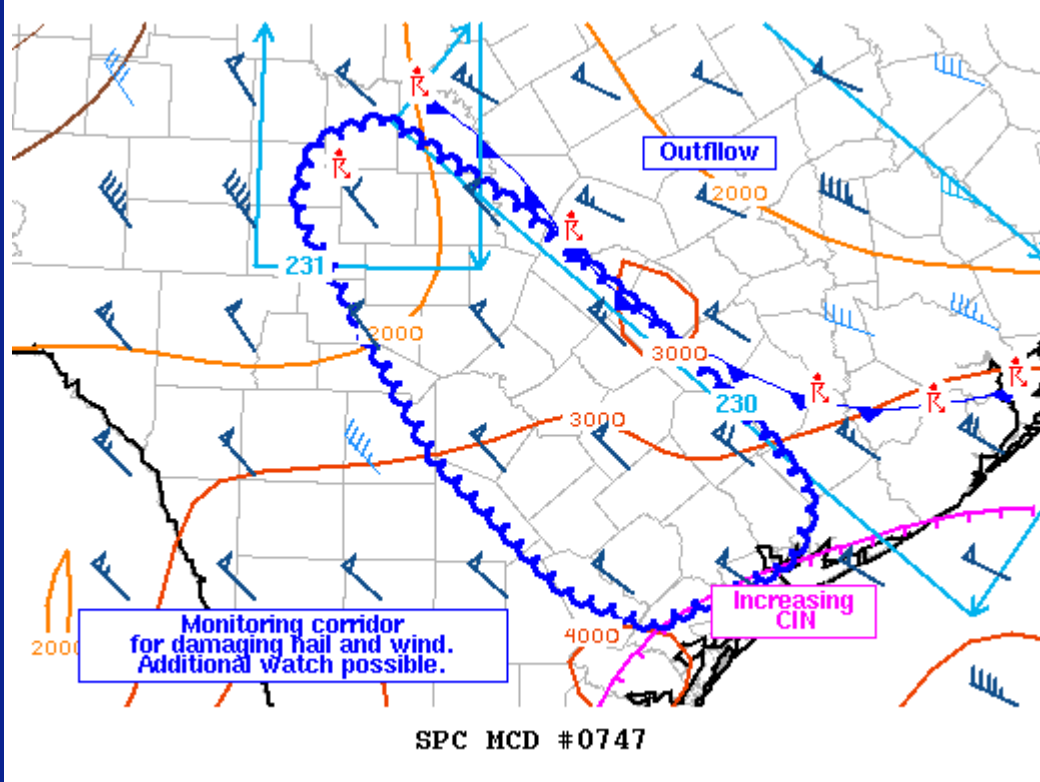 Outfllow
2000
231
2000
3000
230
3000
Increasing
CIN
4000
2000
Monitoring corridor
for damaging hail and wind.
Additional watch possible.
SPC MCD #0747